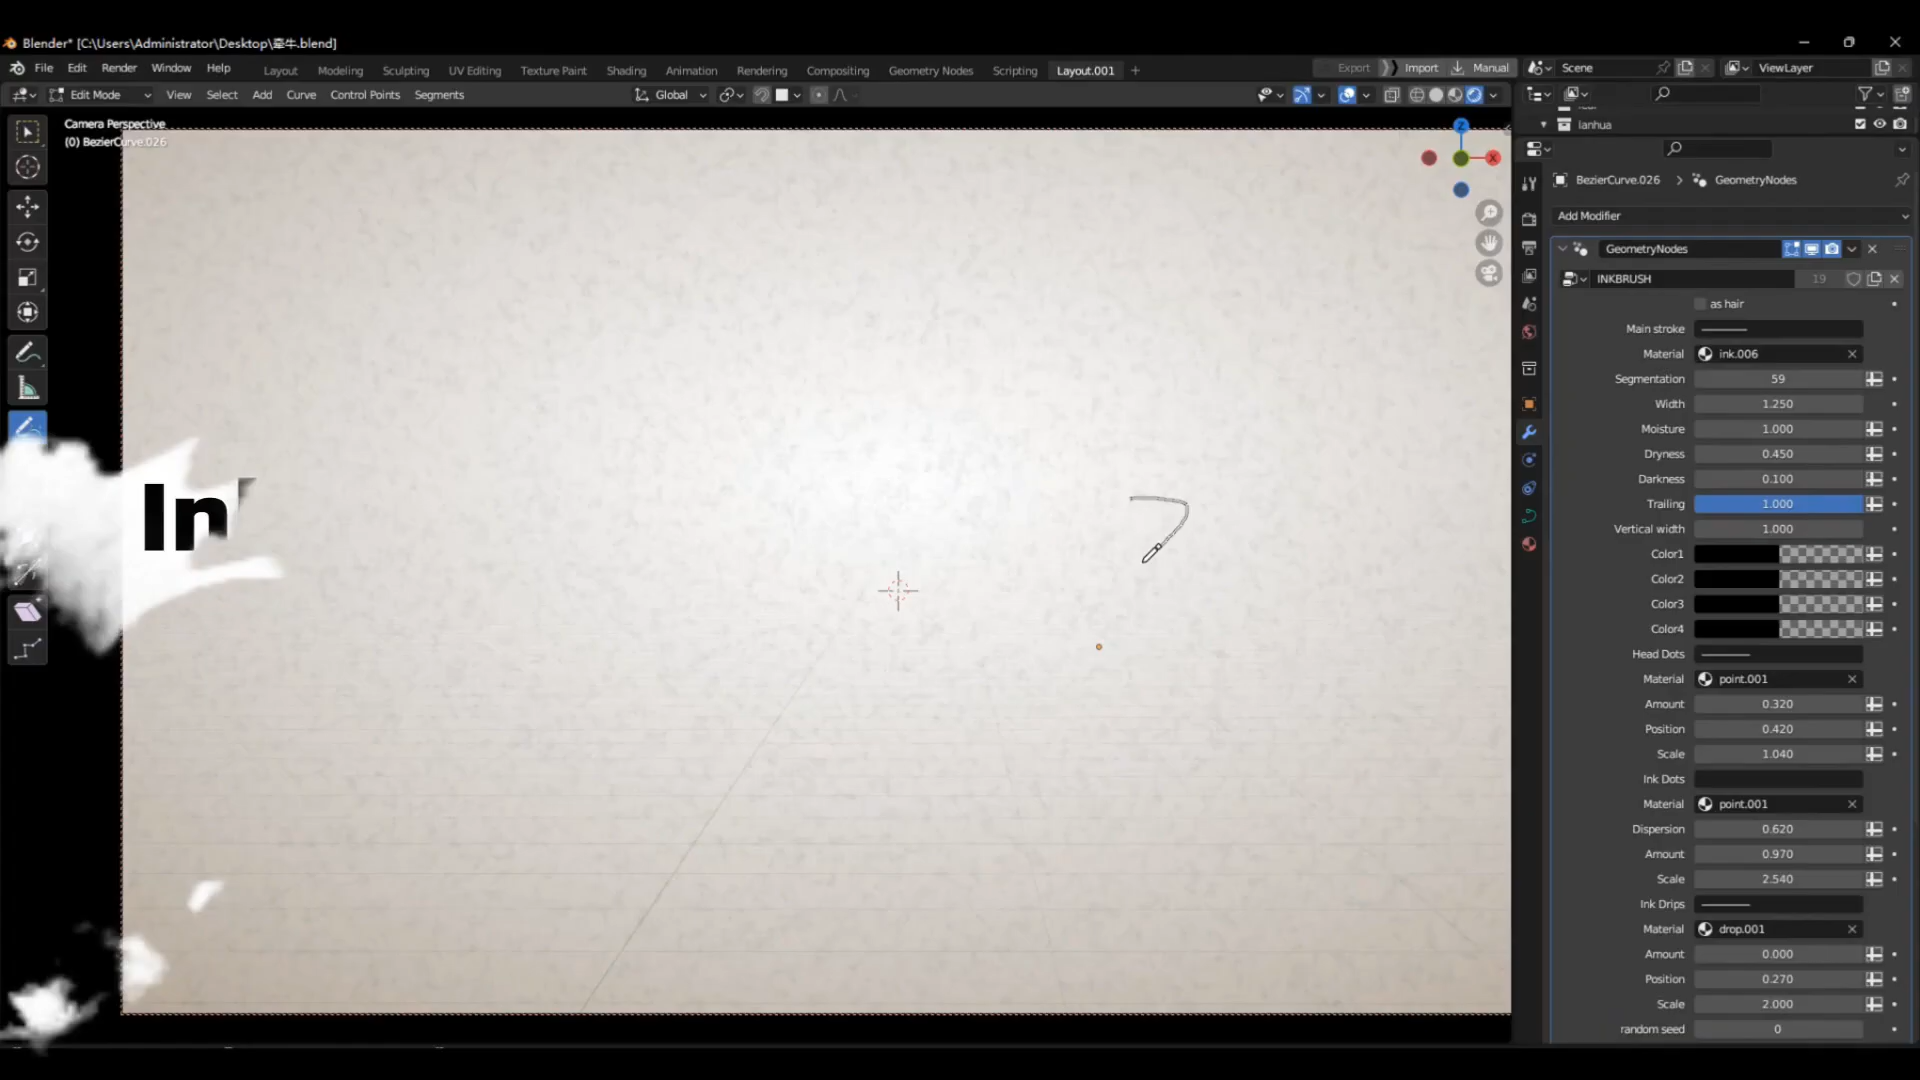 Blender* [C:\Users\Administrator\Desktop\牵牛.blend]
File Edit Render Window Help
Layout Modeling Sculpting UV Editing Texture Paint Shading Animation Rendering Compositing Geometry Nodes Scripting Layout.001 +
Export Import Manual
Scene ViewLayer
Edit Mode View Select Add Curve Control Points Segments
Global
Camera Perspective
(0) BezierCurve.026
lanhua
Z
X
BezierCurve.026 > GeometryNodes
Add Modifier
GeometryNodes
INKBRUSH 19
as hair
Main stroke
Material ink.006
Segmentation 59
Width 1.250
Moisture 1.000
Dryness 0.450
Darkness 0.100
Trailing 1.000
Vertical width 1.000
Color1
Color2
Color3
Color4
Head Dots
Material point.001
Amount 0.320
Position 0.420
Scale 1.040
Ink Dots
Material point.001
Dispersion 0.620
Amount 0.970
Scale 2.540
Ink Drips
Material drop.001
Amount 0.000
Position 0.270
Scale 2.000
random seed 0
In